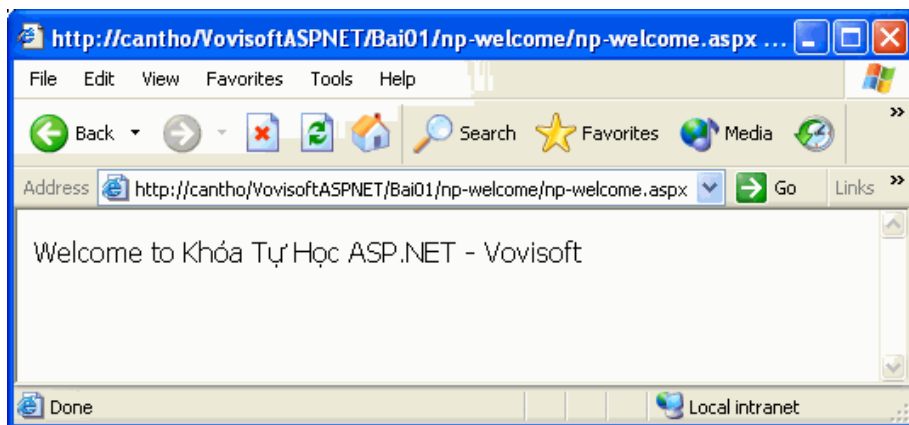 http://cantho/VovisoftASPNET/Bai01/np-welcome/np-welcome.aspx ...
File Edit View Favorites Tools Help
Back Search Favorites Media »
Address http://cantho/VovisoftASPNET/Bai01/np-welcome/np-welcome.aspx Go Links »
Welcome to Khóa Tự Học ASP.NET - Vovisoft
Done Local intranet